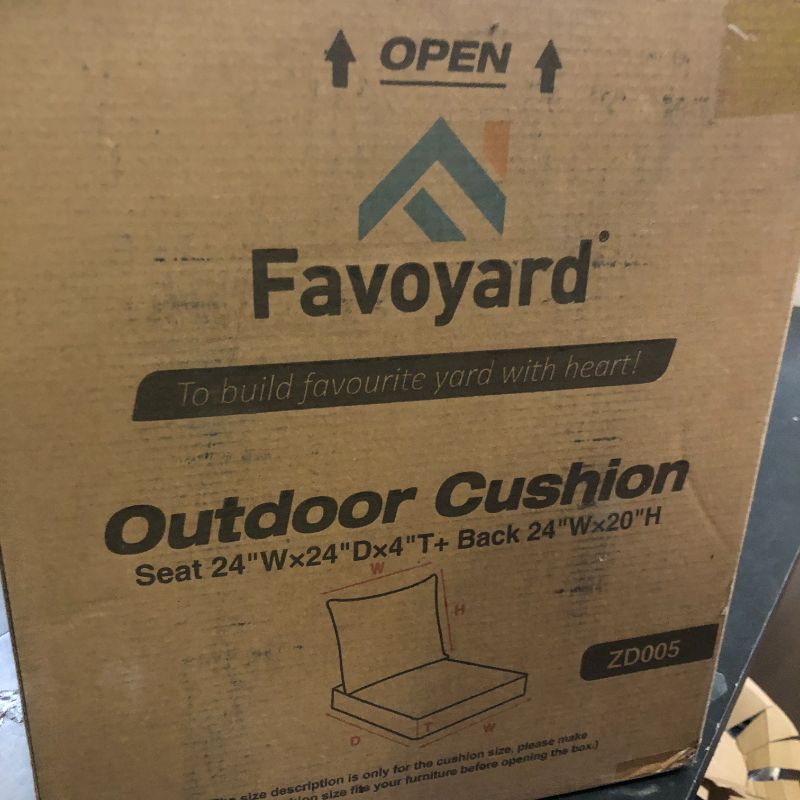 OPEN
Favoyard®
To build favourite yard with heart!
Outdoor Cushion
Seat 24"W×24"D×4"T+ Back 24"W×20"H
W
H
ZD005
D
T
W
size description is only for the cushion size, please make
size fits your furniture before opening the box.)